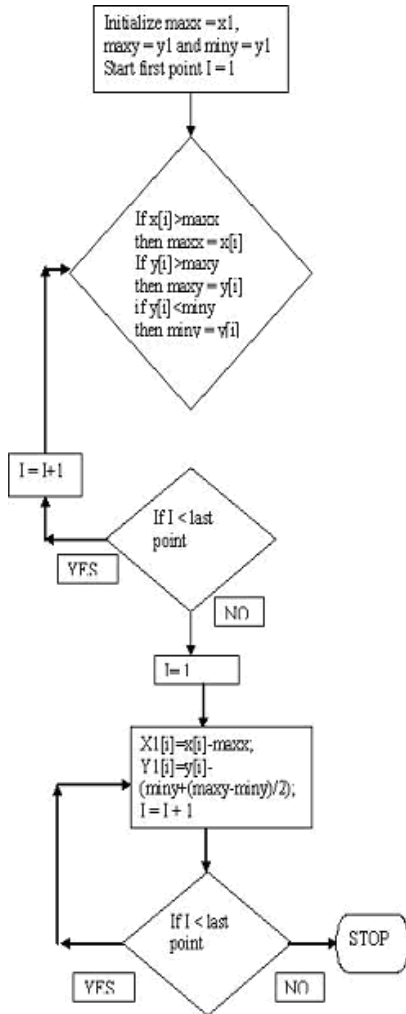 Initialize maxx = x1,
maxy = y1 and miny = y1
Start first point I = 1
If x[i]>maxx
then maxx = x[i]
If y[i]>maxy
then maxy = y[i]
if y[i]<miny
then miny = y[i]
I = I+1
If I < last
point
YES
NO
I= 1
X1[i]=x[i]-maxx;
Y1[i]=y[i]-
(miny+(maxy-miny)/2);
I = I + 1
If I < last
point
STOP
YES
NO